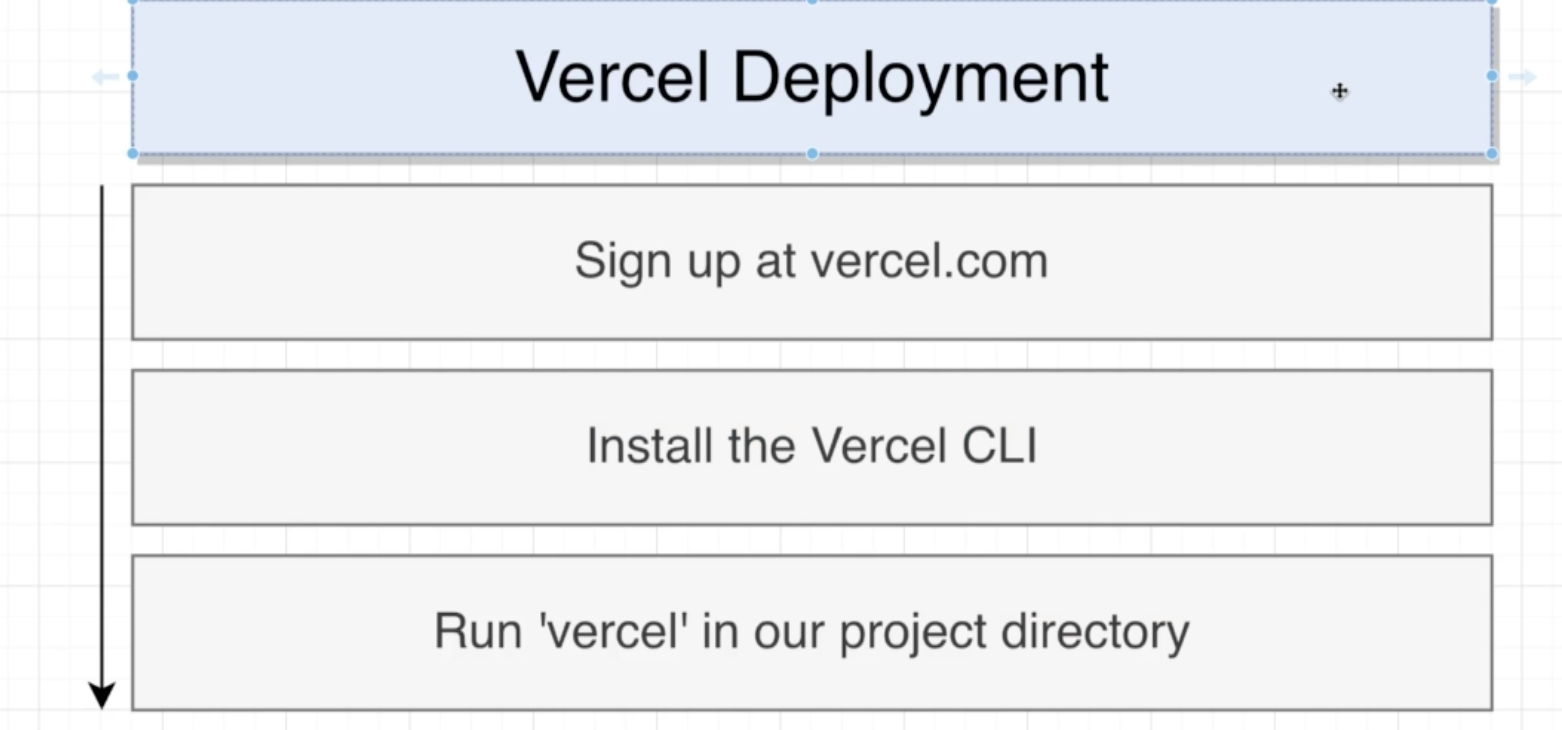 Vercel Deployment
Sign up at vercel.com
Install the Vercel CLI
Run 'vercel' in our project directory